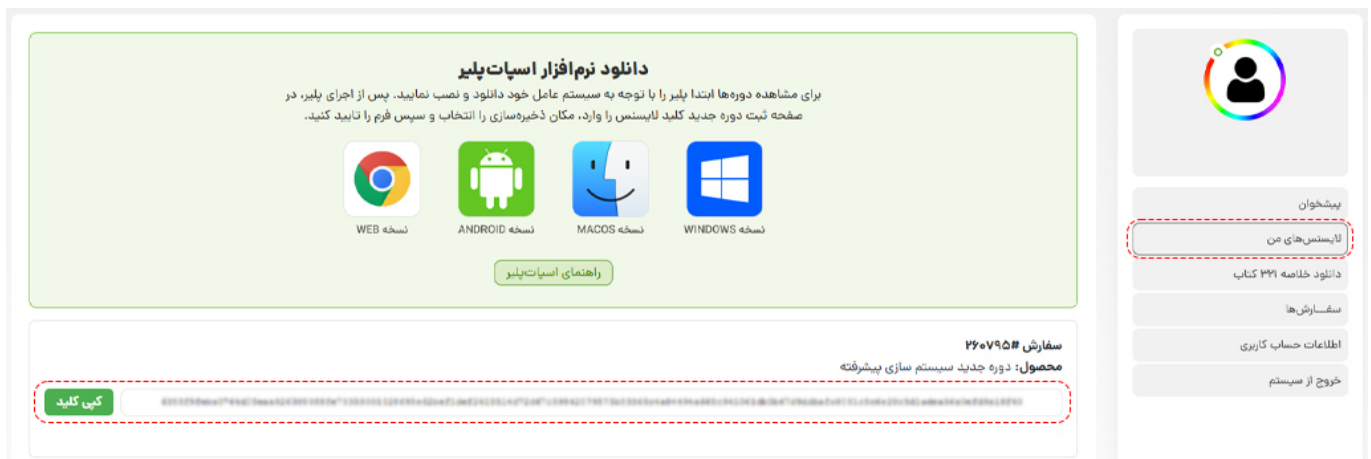 دانلود نرم‌افزار اسپات‌پلیر
برای مشاهده دوره‌ها ابتدا پلیر را با توجه به سیستم عامل خود دانلود و نصب نمایید. پس از اجرای پلیر، در
صفحه ثبت دوره جدید کلید لایسنس را وارد، مکان ذخیره‌سازی را انتخاب و سپس فرم را تایید کنید.
نسخه WINDOWS
نسخه MACOS
نسخه ANDROID
نسخه WEB
راهنمای اسپات‌پلیر
پیشخوان
لایسنس‌های من
دانلود خلاصه ۳۲۱ کتاب
سفـــارش‌ها
اطلاعات حساب کاربری
خروج از سیستم
سفارش #۲۶۰۷۹۵
محصول: دوره جدید سیستم سازی پیشرفته
کپی کلید